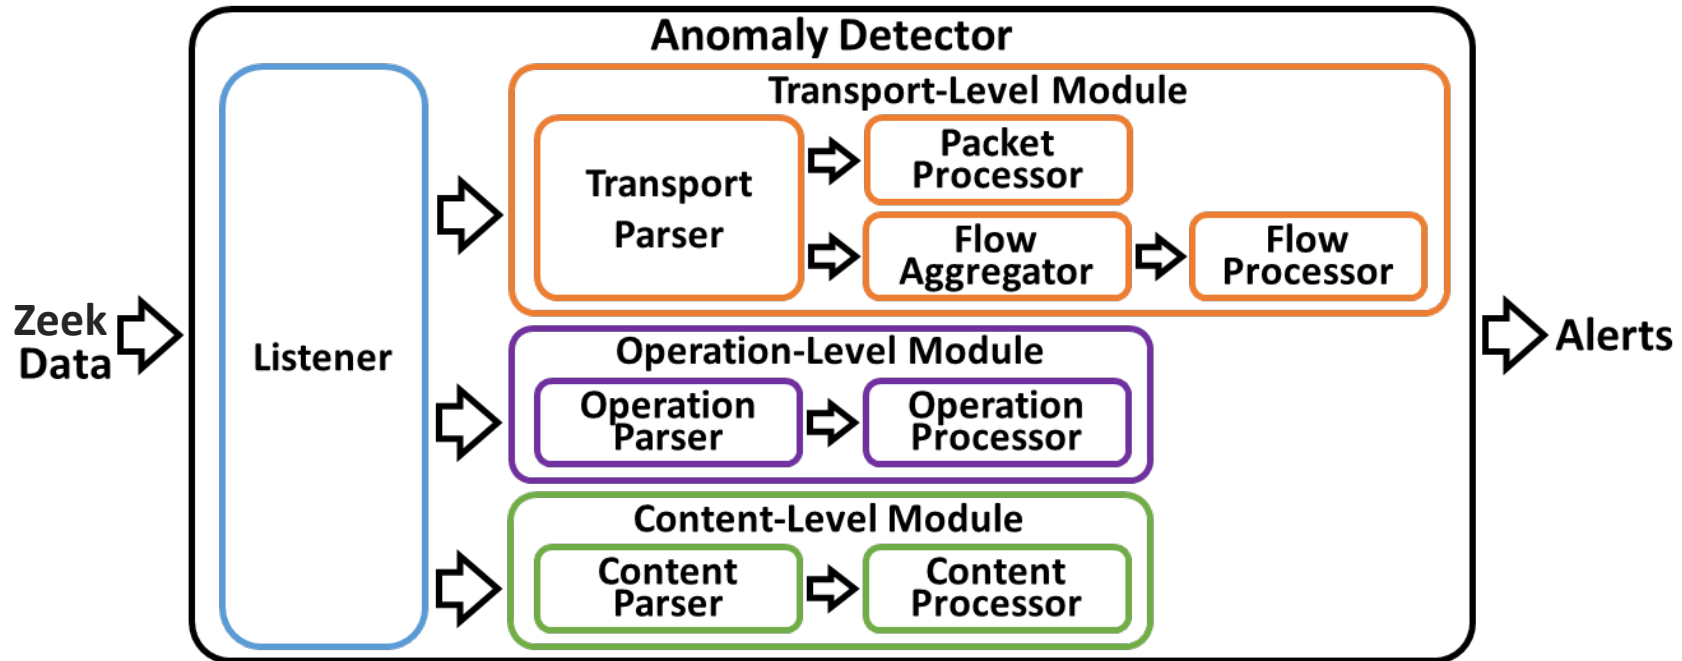 Anomaly Detector
Zeek
Data
Listener
Transport-Level Module
Transport
Parser
Packet
Processor
Flow
Aggregator
Flow
Processor
Operation-Level Module
Operation
Parser
Operation
Processor
Content-Level Module
Content
Parser
Content
Processor
Alerts